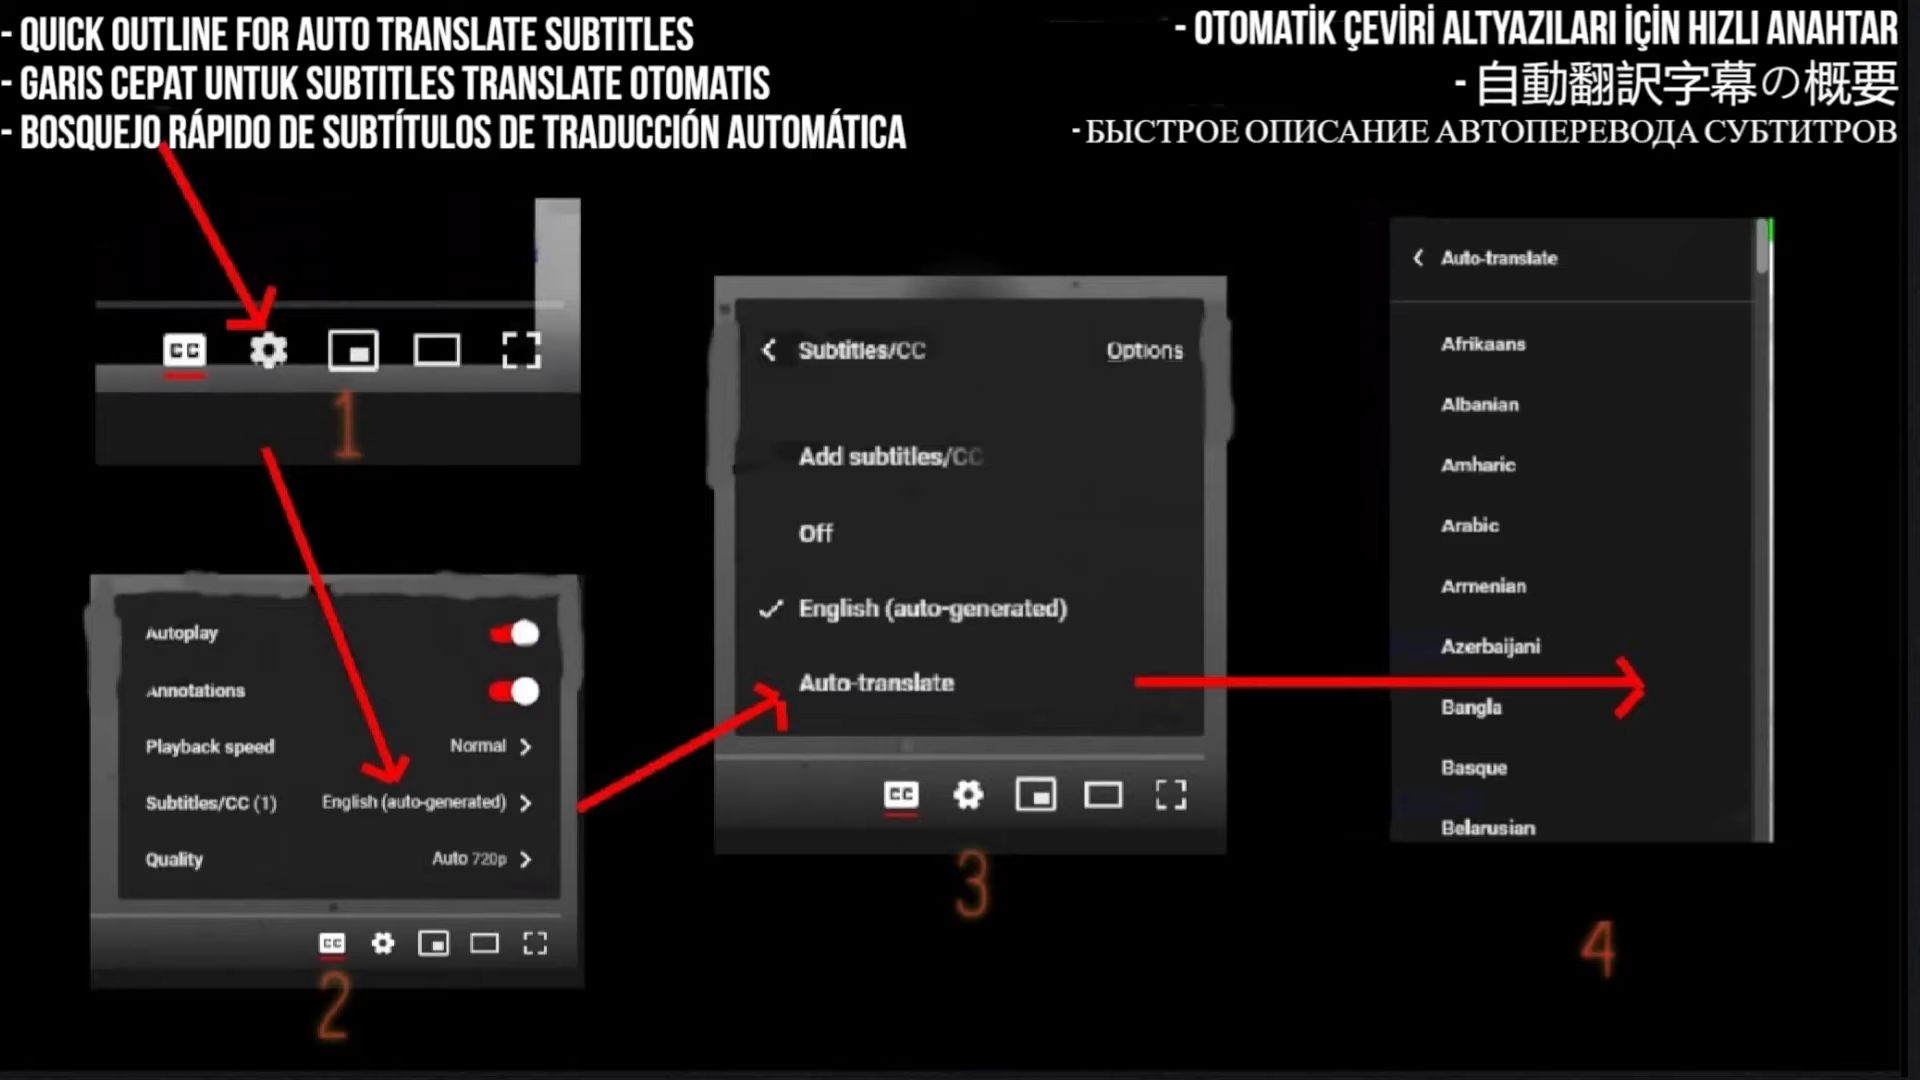 - QUICK OUTLINE FOR AUTO TRANSLATE SUBTITLES
- GARIS CEPAT UNTUK SUBTITLES TRANSLATE OTOMATIS
- BOSQUEJO RÁPIDO DE SUBTÍTULOS DE TRADUCCIÓN AUTOMÁTICA
- OTOMATİK ÇEVİRİ ALTYAZILARI İÇİN HIZLI ANAHTAR
- 自動翻訳字幕の概要
- БЫСТРОЕ ОПИСАНИЕ АВТОПЕРЕВОДА СУБТИТРОВ
CC
1
Autoplay
Annotations
Playback speed Normal
Subtitles/CC (1) English (auto-generated)
Quality Auto 720p
CC
2
Subtitles/CC Options
Add subtitles/CC
Off
English (auto-generated)
Auto-translate
CC
3
Auto-translate
Afrikaans
Albanian
Amharic
Arabic
Armenian
Azerbaijani
Bangla
Basque
Belarusian
4